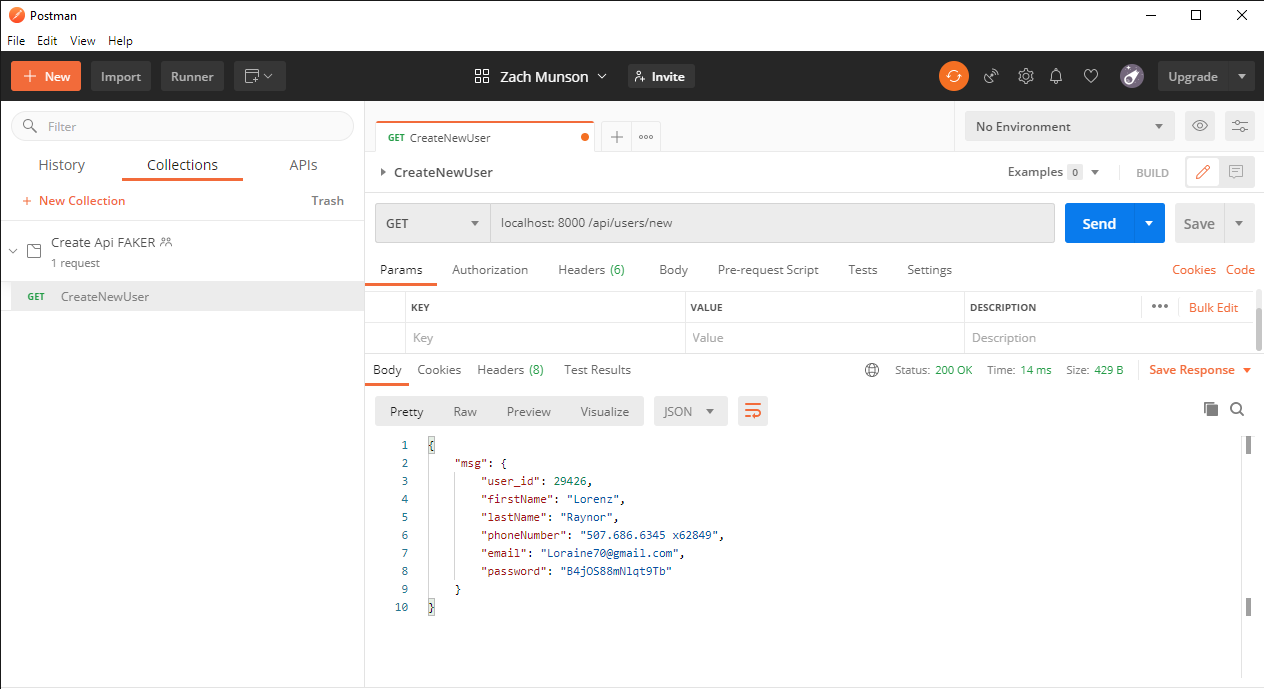 Postman
File Edit View Help
New Import Runner Zach Munson Invite Upgrade
Filter
History Collections APIs
+ New Collection Trash
Create Api FAKER
1 request
GET CreateNewUser
GET CreateNewUser
No Environment
CreateNewUser Examples 0 BUILD
GET localhost: 8000 /api/users/new Send Save
Params Authorization Headers (6) Body Pre-request Script Tests Settings Cookies Code
KEY VALUE DESCRIPTION Bulk Edit
Key Value Description
Body Cookies Headers (8) Test Results Status: 200 OK Time: 14 ms Size: 429 B Save Response
Pretty Raw Preview Visualize JSON
1 {
2 "msg": {
3 "user_id": 29426,
4 "firstName": "Lorenz",
5 "lastName": "Raynor",
6 "phoneNumber": "507.686.6345 x62849",
7 "email": "Loraine70@gmail.com",
8 "password": "B4jOS88mNlqt9Tb"
9 }
10 }